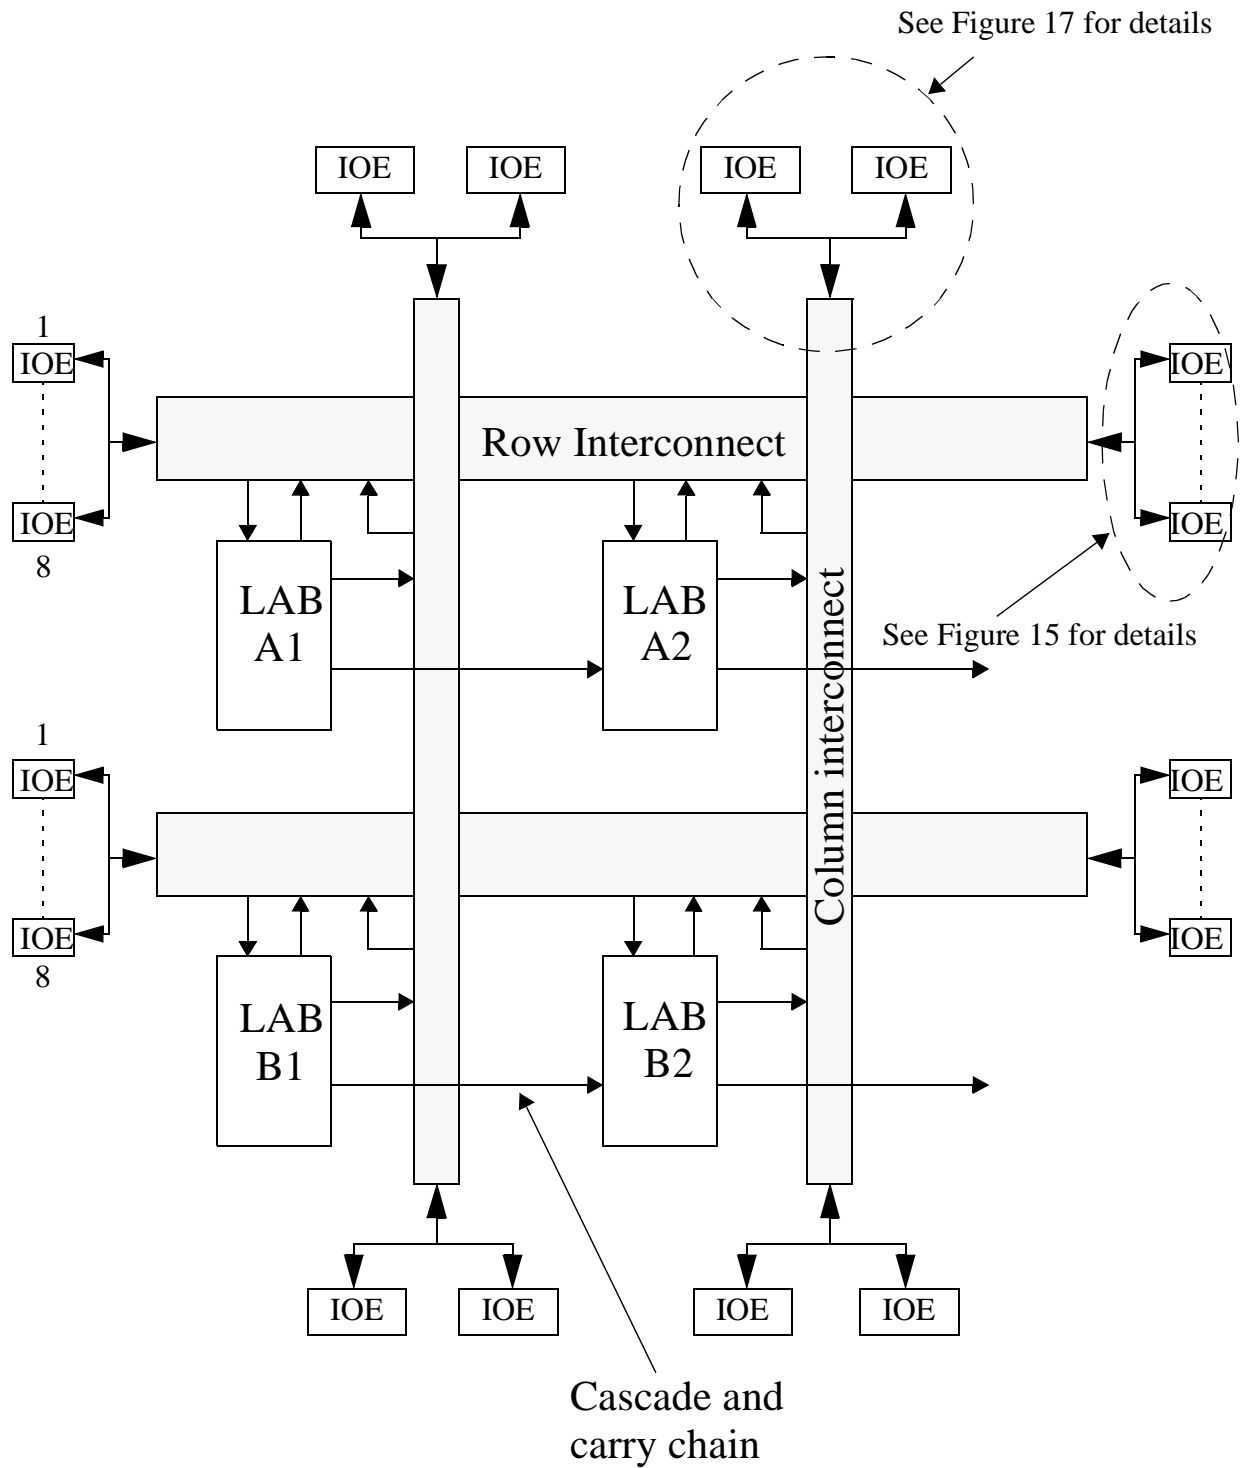 See Figure 17 for details
IOE
IOE
IOE
IOE
1
IOE
IOE
8
Row Interconnect
IOE
IOE
LAB
A1
LAB
A2
See Figure 15 for details
Column interconnect
1
IOE
IOE
8
IOE
IOE
LAB
B1
LAB
B2
IOE
IOE
IOE
IOE
Cascade and
carry chain